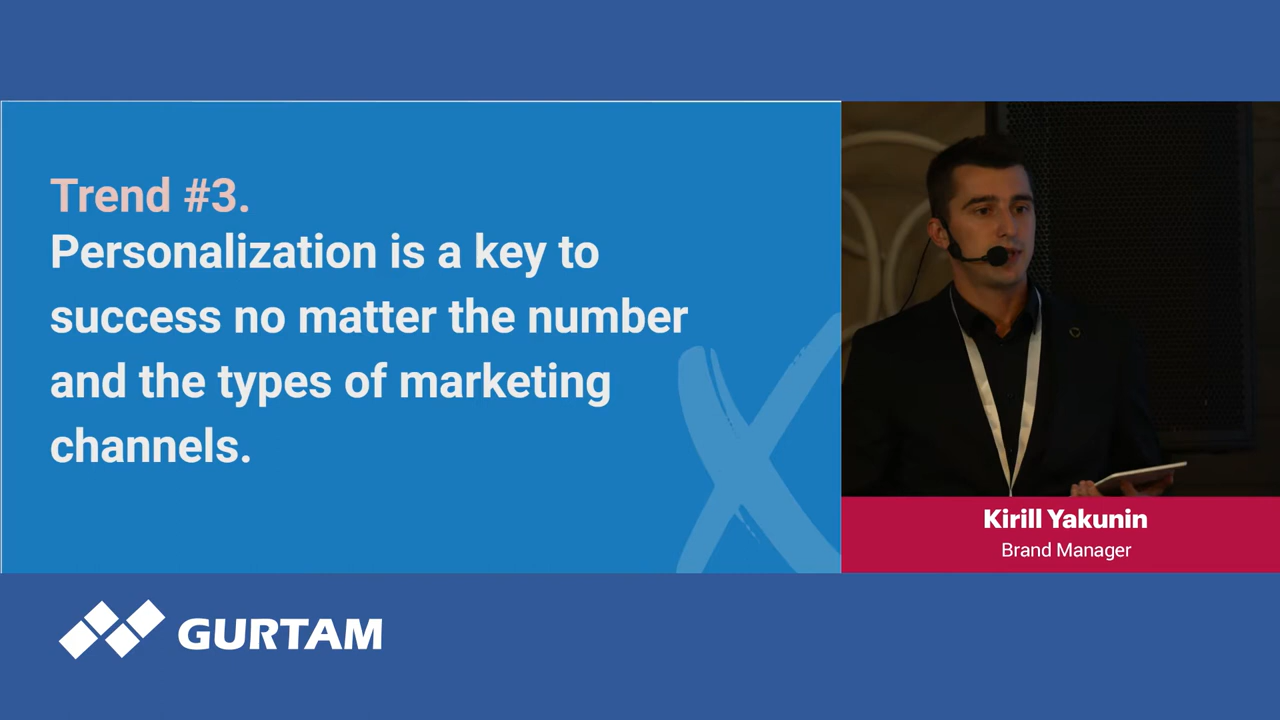 Trend #3.
Personalization is a key to
success no matter the number
and the types of marketing
channels.
Kirill Yakunin
Brand Manager
GURTAM